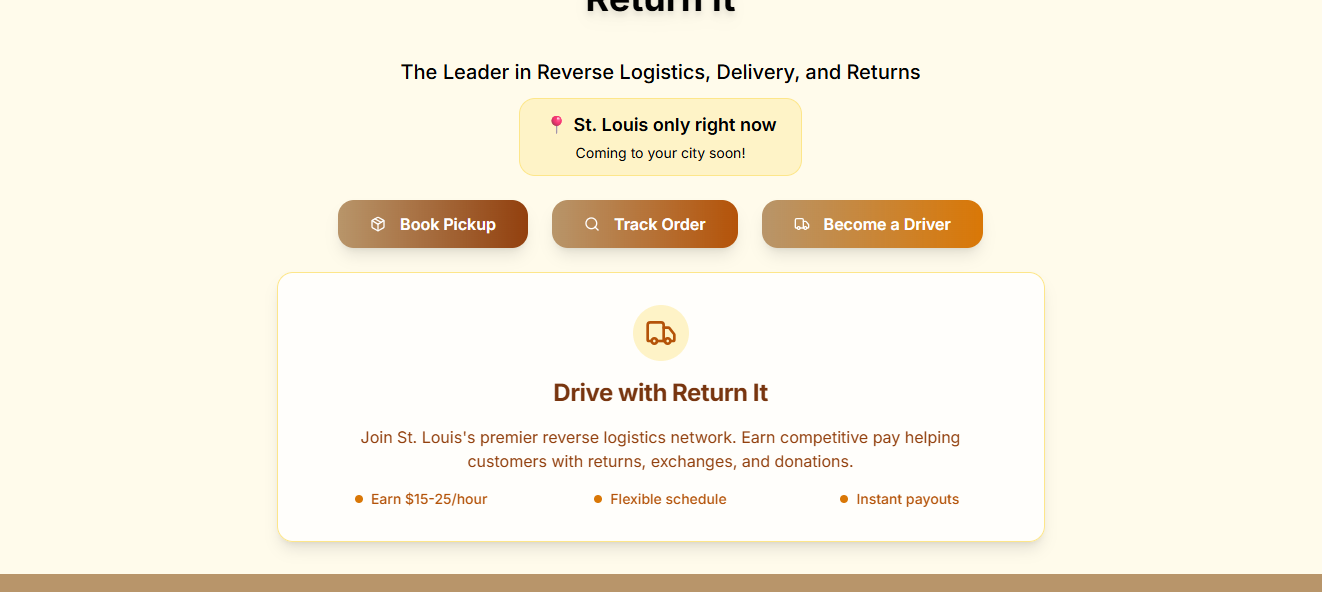 Return It
The Leader in Reverse Logistics, Delivery, and Returns
📍 St. Louis only right now
Coming to your city soon!
Book Pickup
Track Order
Become a Driver
Drive with Return It
Join St. Louis's premier reverse logistics network. Earn competitive pay helping
customers with returns, exchanges, and donations.
Earn $15-25/hour
Flexible schedule
Instant payouts